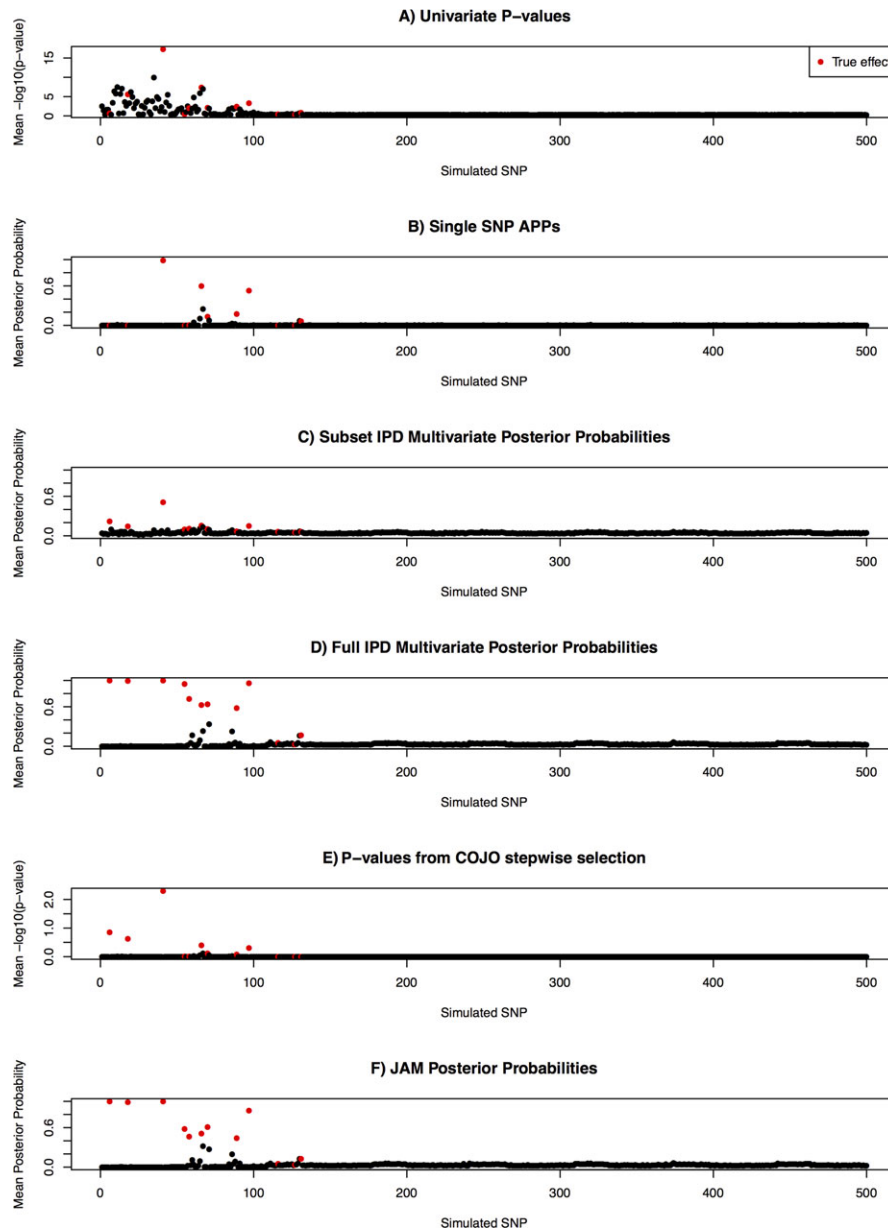 A) Univariate P−values
Mean −log10(p−value)
15
5
0
True effec
0 100 200 300 400 500
Simulated SNP
B) Single SNP APPs
Mean Posterior Probability
0.6
0.0
0 100 200 300 400 500
Simulated SNP
C) Subset IPD Multivariate Posterior Probabilities
Mean Posterior Probability
0.6
0.0
0 100 200 300 400 500
Simulated SNP
D) Full IPD Multivariate Posterior Probabilities
Mean Posterior Probability
0.6
0.0
0 100 200 300 400 500
Simulated SNP
E) P−values from COJO stepwise selection
Mean −log10(p−value)
2.0
1.0
0.0
0 100 200 300 400 500
Simulated SNP
F) JAM Posterior Probabilities
Mean Posterior Probability
0.6
0.0
0 100 200 300 400 500
Simulated SNP